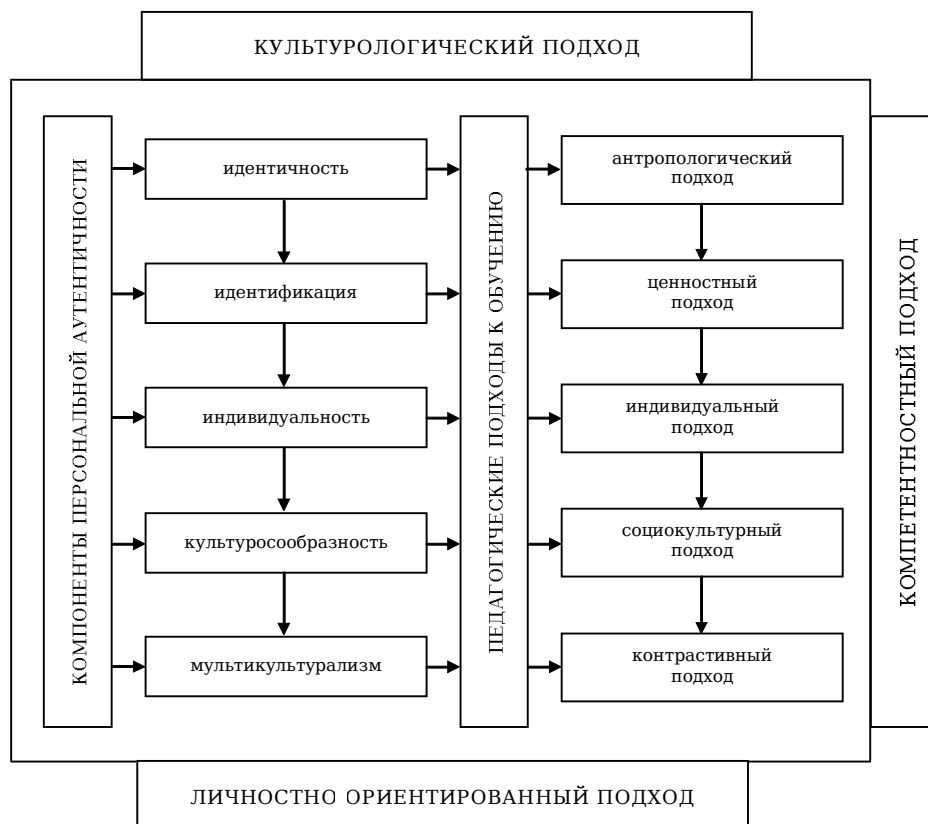 КУЛЬТУРОЛОГИЧЕСКИЙ ПОДХОД
КОМПОНЕНТЫ ПЕРСОНАЛЬНОЙ АУТЕНТИЧНОСТИ
идентичность
идентификация
индивидуальность
культуросообразность
мультикультурализм
ПЕДАГОГИЧЕСКИЕ ПОДХОДЫ К ОБУЧЕНИЮ
антропологический
подход
ценностный
подход
индивидуальный
подход
социокультурный
подход
контрастивный
подход
КОМПЕТЕНТНОСТНЫЙ ПОДХОД
ЛИЧНОСТНО ОРИЕНТИРОВАННЫЙ ПОДХОД